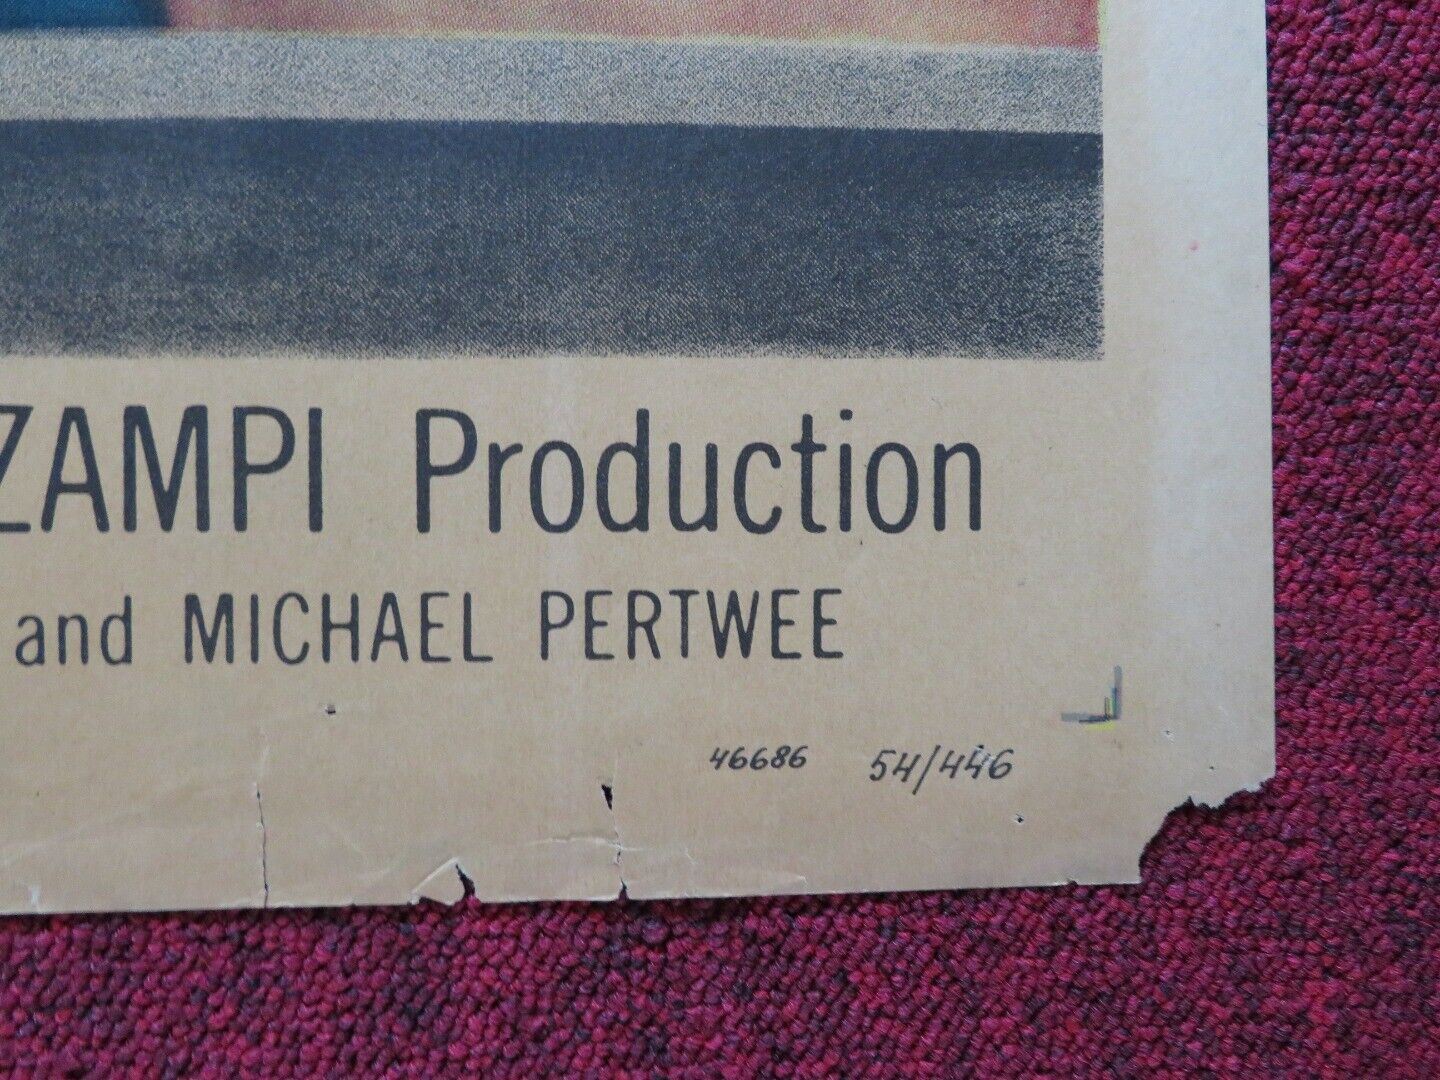 ZAMPI Production
and MICHAEL PERTWEE
46686 54/446